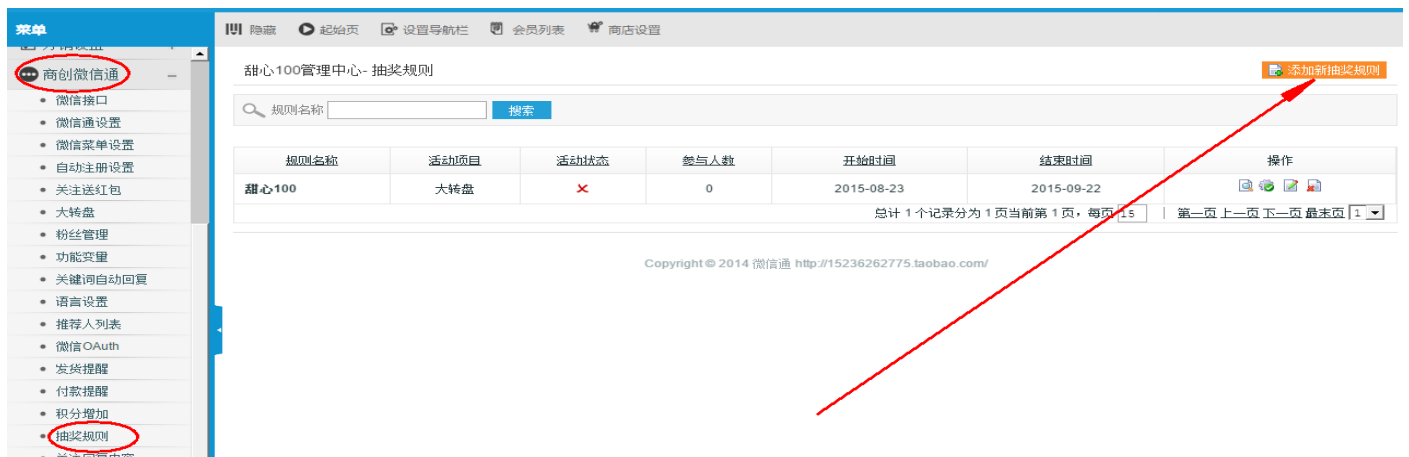 菜单
隐藏 起始页 设置导航栏 会员列表 商店设置
分销设置 +
商创微信通 −
微信接口
微信通设置
微信菜单设置
自动注册设置
关注送红包
大转盘
粉丝管理
功能变量
关键词自动回复
语言设置
推荐人列表
微信OAuth
发货提醒
付款提醒
积分增加
抽奖规则
关注回复内容
甜心100管理中心- 抽奖规则 添加新抽奖规则
规则名称 搜索
规则名称 活动项目 活动状态 参与人数 开始时间 结束时间 操作
甜心100 大转盘 0 2015-08-23 2015-09-22
总计 1 个记录分为 1 页当前第 1 页，每页 15 | 第一页 上一页 下一页 最末页 1
Copyright © 2014 微信通 http://15236262775.taobao.com/